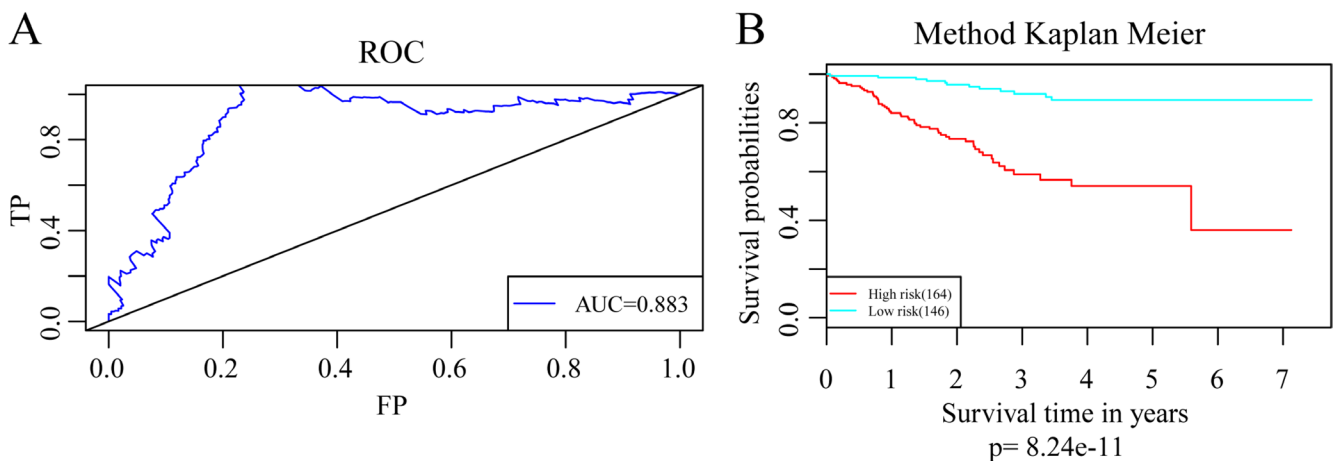 A
ROC
TP
0.8
0.4
0.0
AUC=0.883
0.0 0.2 0.4 0.6 0.8 1.0
FP
B
Method Kaplan Meier
Survival probabilities
0.8
0.4
0.0
High risk(164)
Low risk(146)
0 1 2 3 4 5 6 7
Survival time in years
p= 8.24e-11